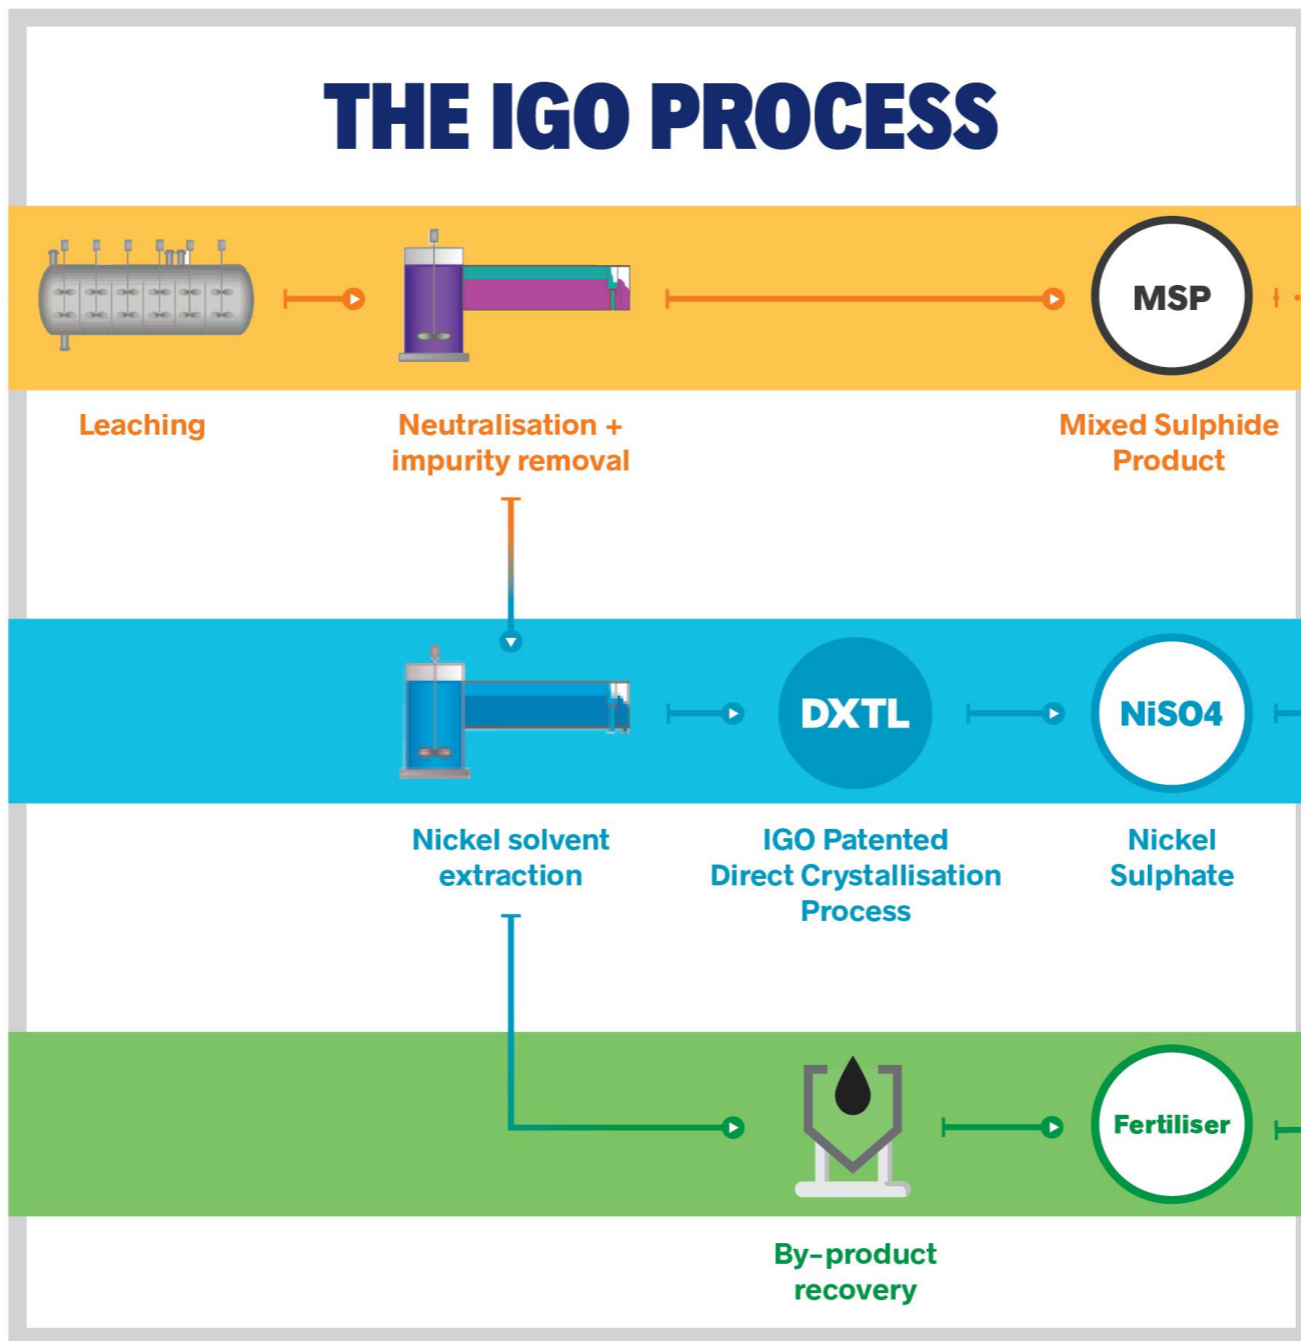 THE IGO PROCESS
MSP
Leaching
Neutralisation +
impurity removal
Mixed Sulphide
Product
DXTL
NiSO4
Nickel solvent
extraction
IGO Patented
Direct Crystallisation
Process
Nickel
Sulphate
Fertiliser
By-product
recovery